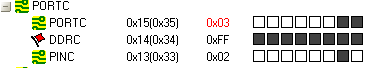 PORTC
PORTC 0x15(0x35) 0x03
DDRC 0x14(0x34) 0xFF
PINC 0x13(0x33) 0x02